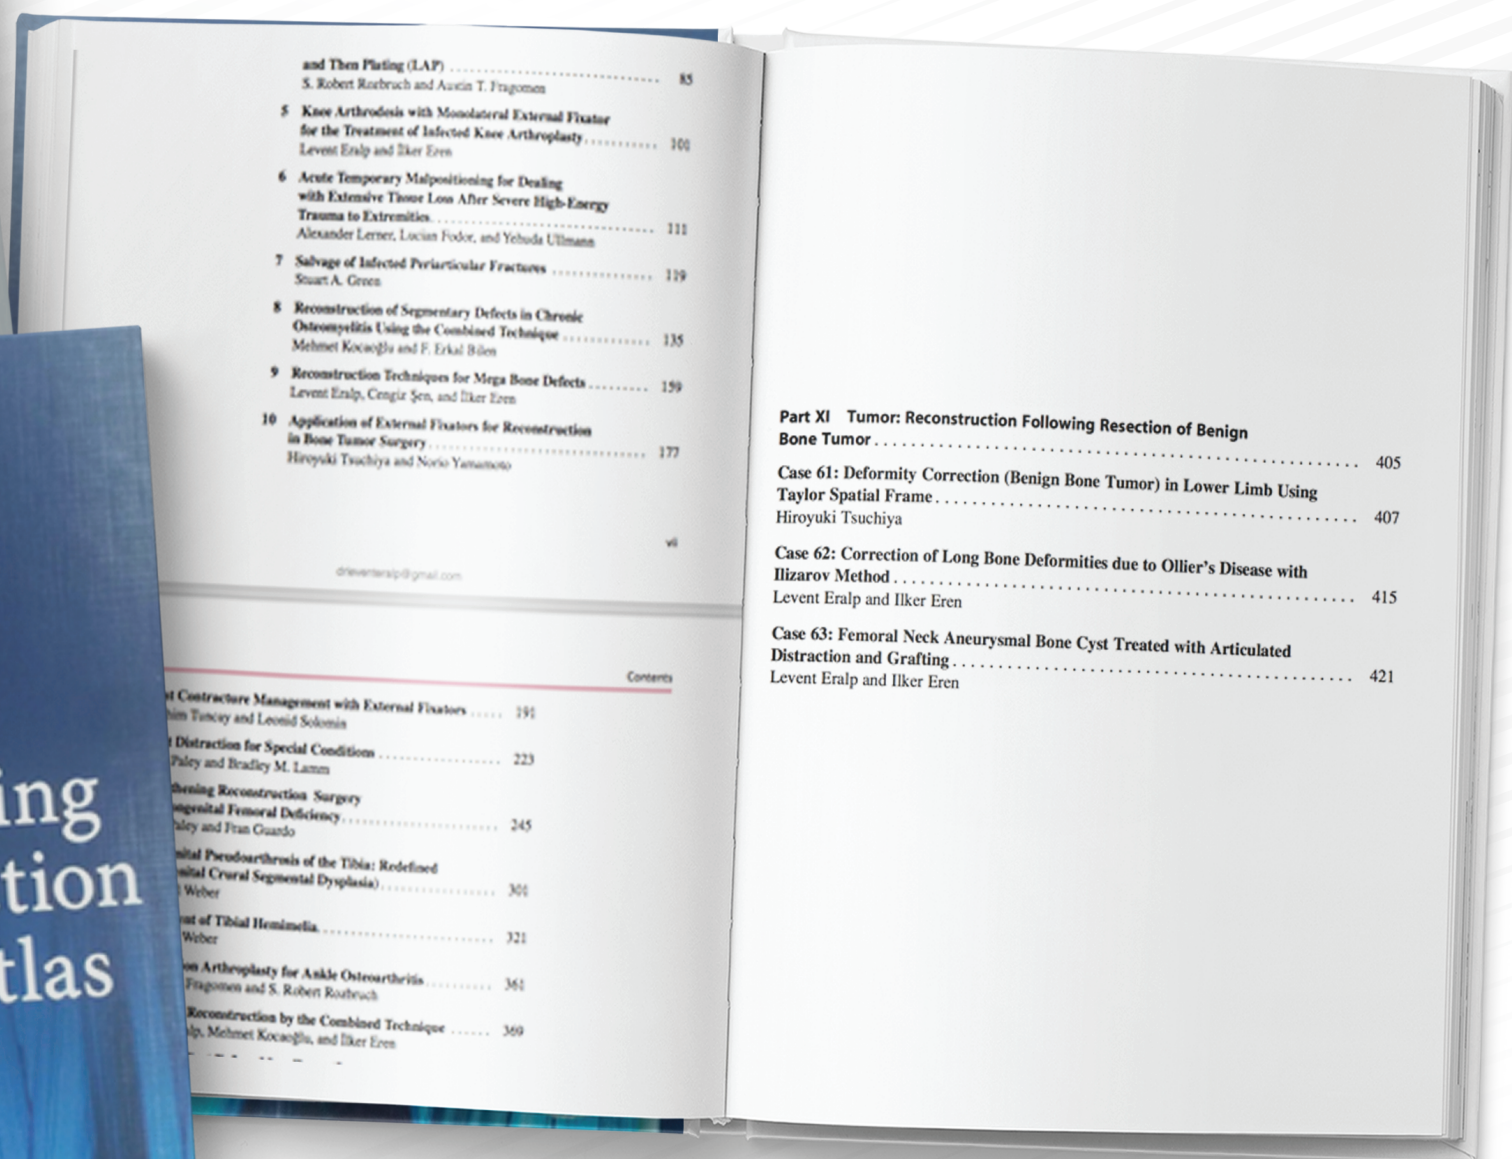 and Then Plating (LAP) ........ 85
S. Robert Rozbruch and Austin T. Fragomen
5 Knee Arthrodesis with Monolateral External Fixator
for the Treatment of Infected Knee Arthroplasty ........ 101
Levent Eralp and İlker Eren
6 Acute Temporary Malpositioning for Dealing
with Extensive Tissue Loss After Severe High-Energy
Trauma to Extremities ........ 111
Alexander Lerner, Lucian Fodor, and Yehuda Ullmann
7 Salvage of Infected Periarticular Fractures ........ 119
Stuart A. Green
8 Reconstruction of Segmentary Defects in Chronic
Osteomyelitis Using the Combined Technique ........ 135
Mehmet Kocaoğlu and F. Erkal Bilen
9 Reconstruction Techniques for Mega Bone Defects ........ 159
Levent Eralp, Cengiz Şen, and İlker Eren
10 Application of External Fixators for Reconstruction
in Bone Tumor Surgery ........ 177
Hiroyuki Tsuchiya and Norio Yamamoto
vii
drleventeralp@gmail.com
Contents
Contracture Management with External Fixators ..... 191
Tuncay and Leonid Solomin
Distraction for Special Conditions ........ 223
Paley and Bradley M. Lamm
Reconstruction Surgery
Femoral Deficiency ........ 245
and Fran Guardo
Pseudoarthrosis of the Tibia: Redefined
Crural Segmental Dysplasia) ........ 301
Weber
of Tibial Hemimelia ........ 321
Weber
Arthroplasty for Ankle Osteoarthritis ........ 361
Fragomen and S. Robert Rozbruch
Reconstruction by the Combined Technique ...... 369
Mehmet Kocaoğlu, and İlker Eren
ing
tion
tlas
Part XI Tumor: Reconstruction Following Resection of Benign
Bone Tumor ........ 405
Case 61: Deformity Correction (Benign Bone Tumor) in Lower Limb Using
Taylor Spatial Frame ........ 407
Hiroyuki Tsuchiya
Case 62: Correction of Long Bone Deformities due to Ollier's Disease with
Ilizarov Method ........ 415
Levent Eralp and Ilker Eren
Case 63: Femoral Neck Aneurysmal Bone Cyst Treated with Articulated
Distraction and Grafting ........ 421
Levent Eralp and Ilker Eren